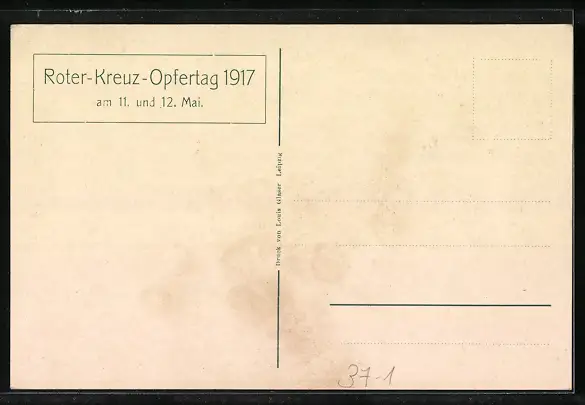 Roter-Kreuz-Opfertag 1917
am 11. und 12. Mai.
Druck von Louis Glaser Leipzig
37-1